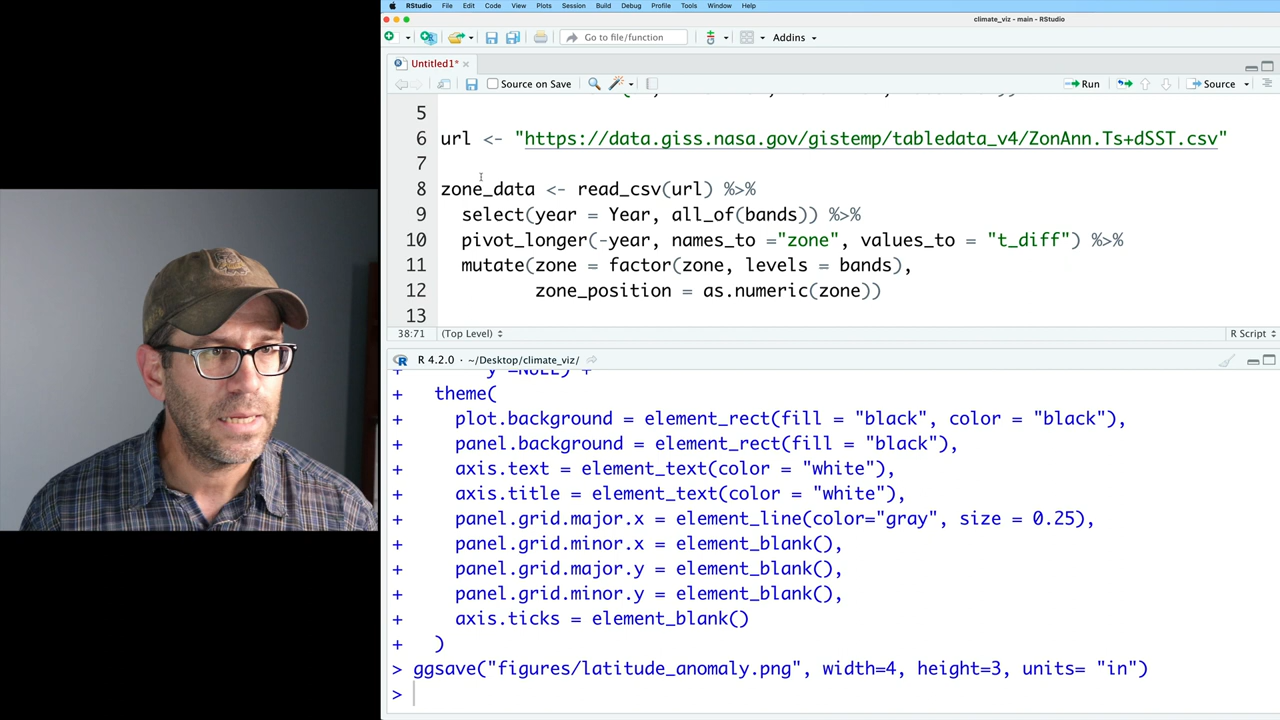 RStudio File Edit Code View Plots Session Build Debug Profile Tools Window Help
climate_viz - main - RStudio
Go to file/function Addins
Untitled1*
Source on Save Run Source
5
6 url <- "https://data.giss.nasa.gov/gistemp/tabledata_v4/ZonAnn.Ts+dSST.csv"
7
8 zone_data <- read_csv(url) %>%
9 select(year = Year, all_of(bands)) %>%
10 pivot_longer(-year, names_to ="zone", values_to = "t_diff") %>%
11 mutate(zone = factor(zone, levels = bands),
12 zone_position = as.numeric(zone))
13
38:71 (Top Level) R Script
R 4.2.0 · ~/Desktop/climate_viz/
+ y =NULL) +
+ theme(
+ plot.background = element_rect(fill = "black", color = "black"),
+ panel.background = element_rect(fill = "black"),
+ axis.text = element_text(color = "white"),
+ axis.title = element_text(color = "white"),
+ panel.grid.major.x = element_line(color="gray", size = 0.25),
+ panel.grid.minor.x = element_blank(),
+ panel.grid.major.y = element_blank(),
+ panel.grid.minor.y = element_blank(),
+ axis.ticks = element_blank()
+ )
> ggsave("figures/latitude_anomaly.png", width=4, height=3, units= "in")
>